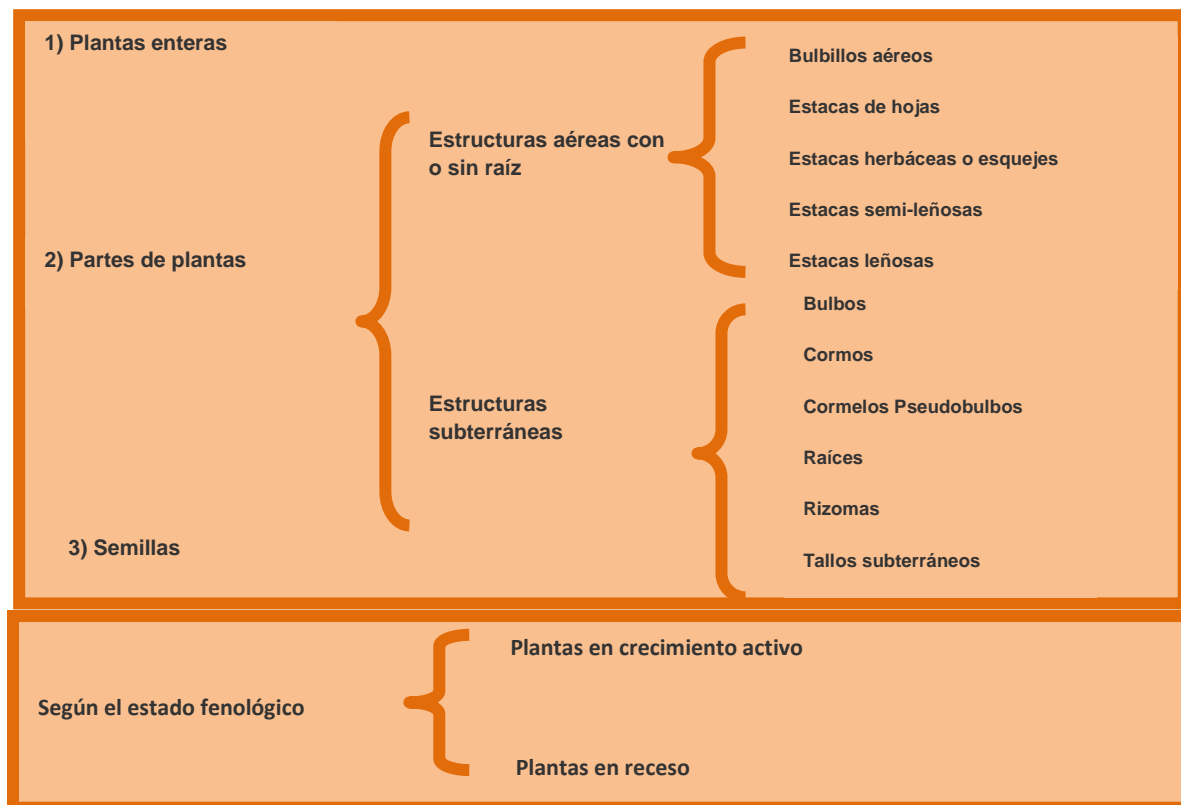 1) Plantas enteras
2) Partes de plantas
Estructuras aéreas con
o sin raíz
Bulbillos aéreos
Estacas de hojas
Estacas herbáceas o esquejes
Estacas semi-leñosas
Estacas leñosas
Estructuras
subterráneas
Bulbos
Cormos
Cormelos Pseudobulbos
Raíces
Rizomas
Tallos subterráneos
3) Semillas
Según el estado fenológico
Plantas en crecimiento activo
Plantas en receso